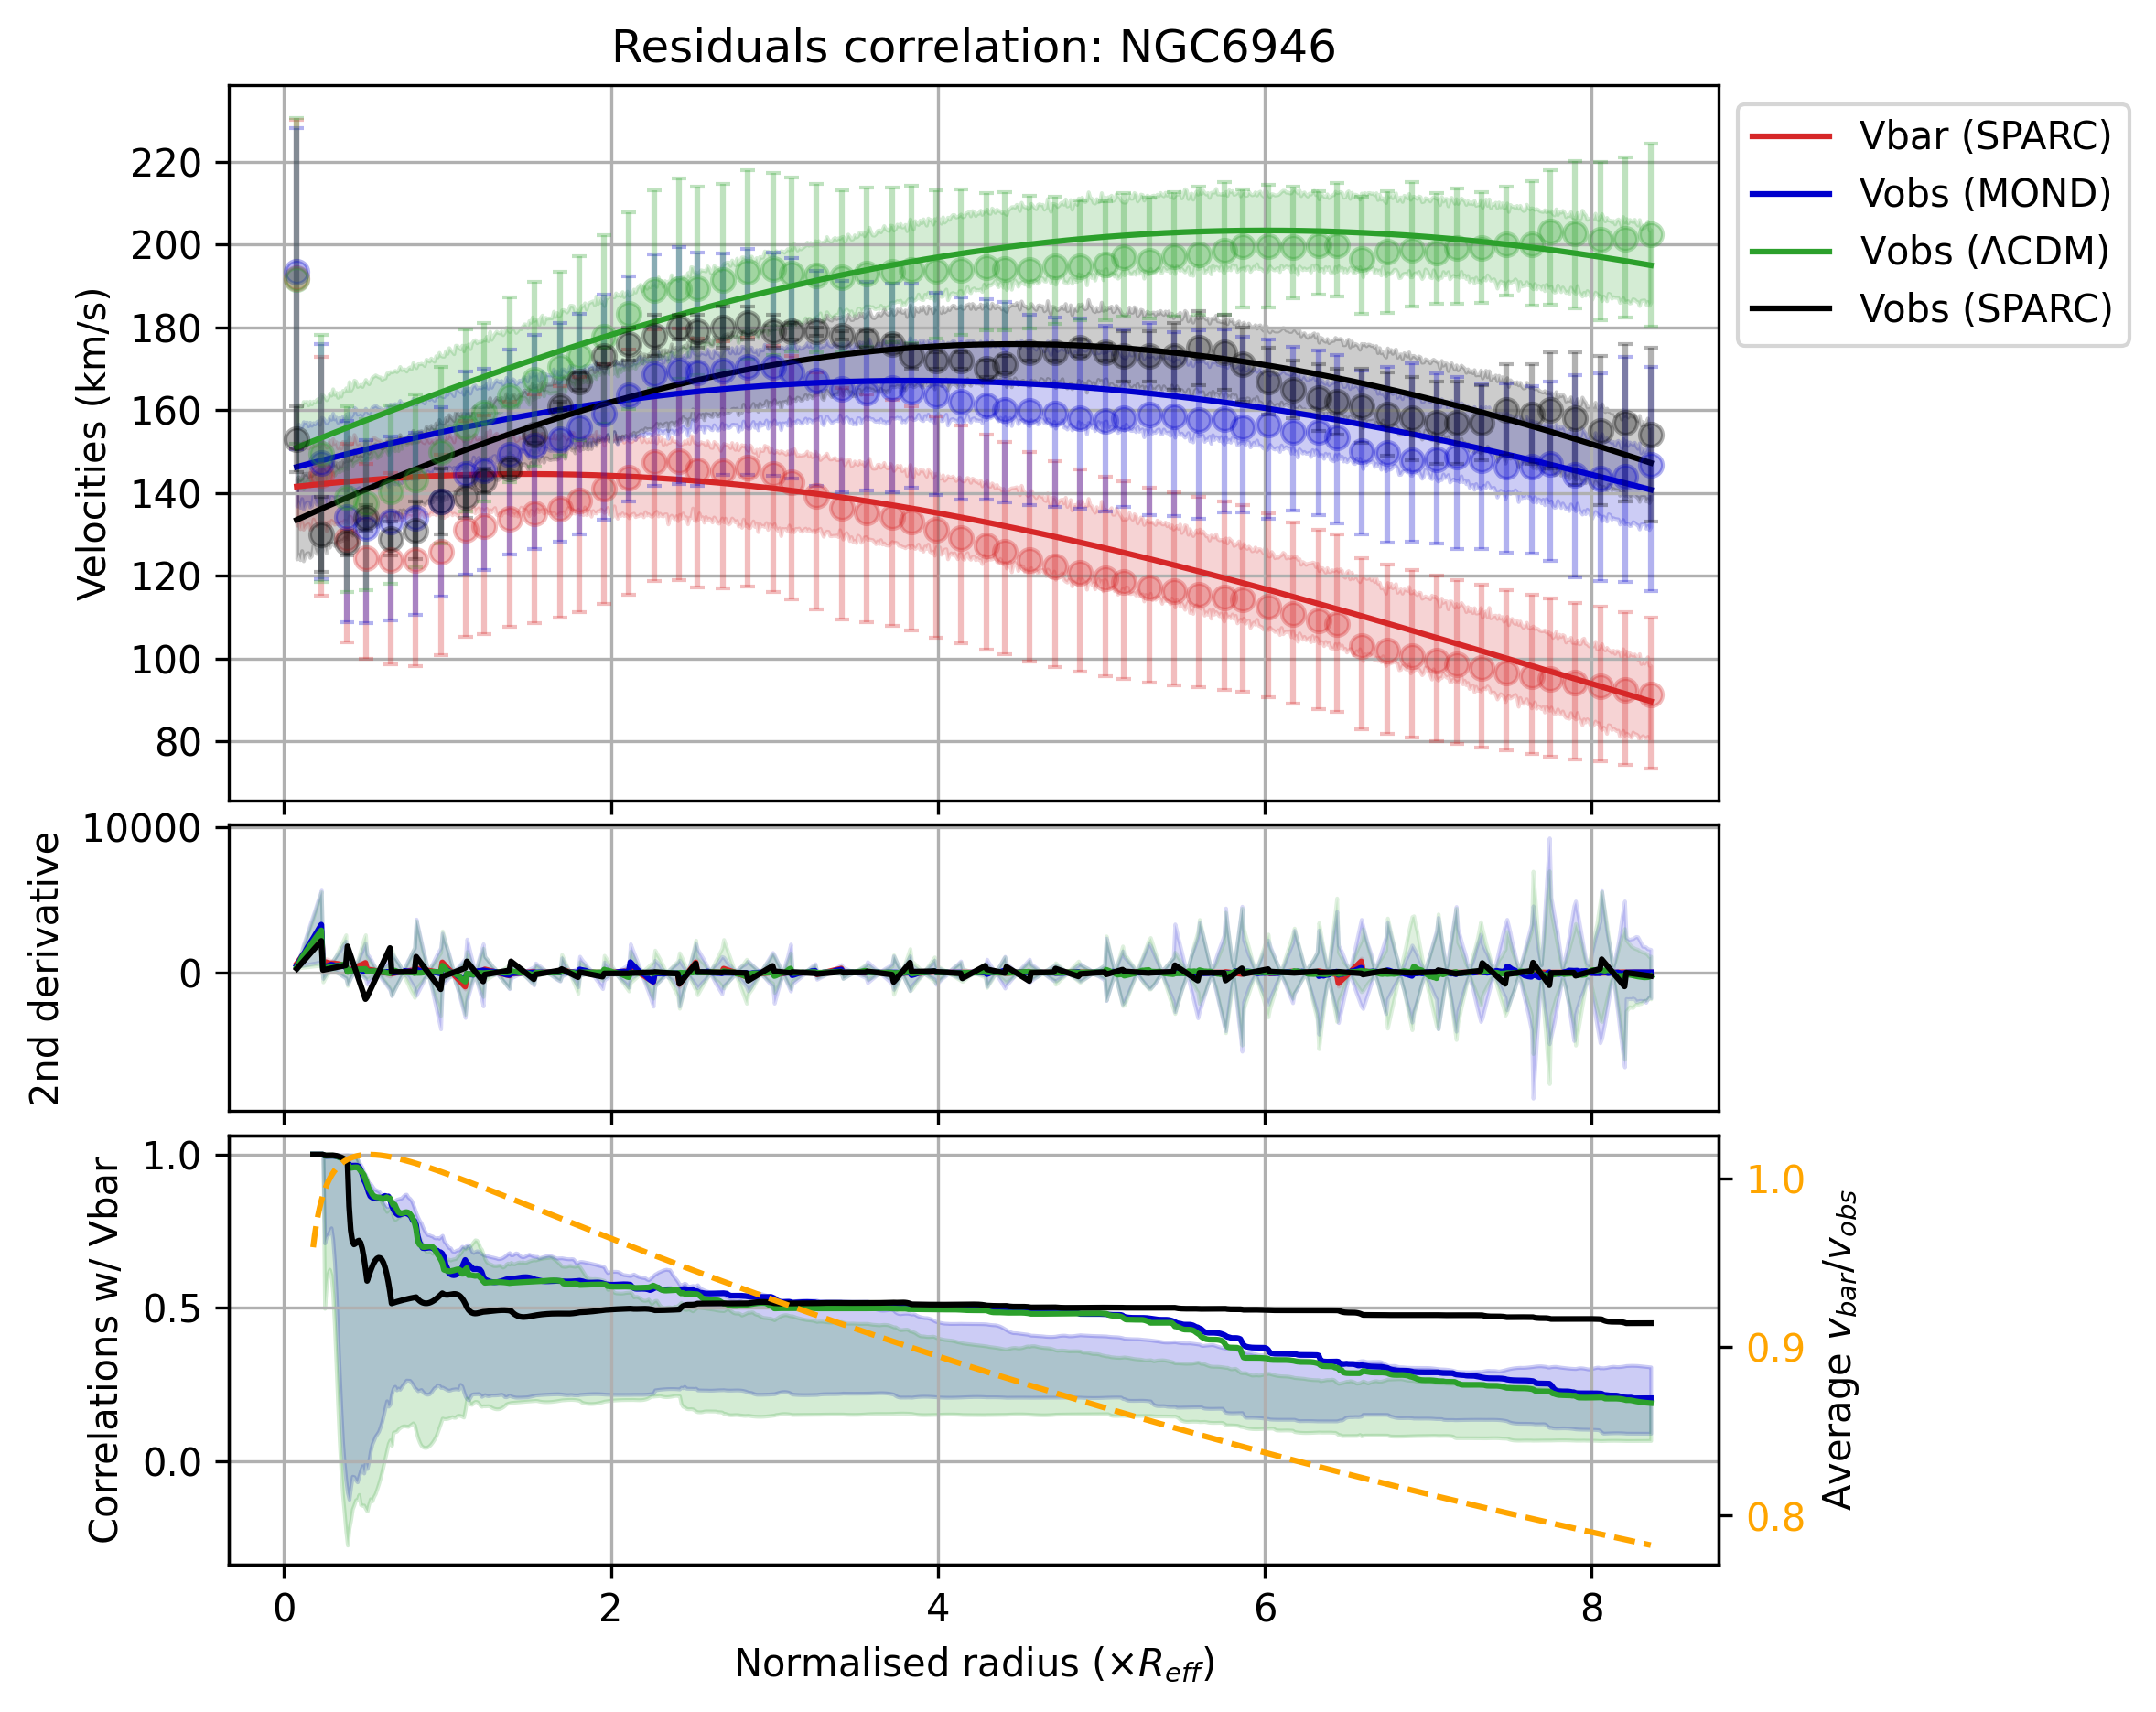 Residuals correlation: NGC6946
Velocities (km/s)
220
200
180
160
140
120
100
80
Vbar (SPARC)
Vobs (MOND)
Vobs (ΛCDM)
Vobs (SPARC)
2nd derivative
10000
0
Correlations w/ Vbar
1.0
0.5
0.0
1.0
0.9
0.8
Average v_bar/v_obs
0 2 4 6 8
Normalised radius (×R_eff)